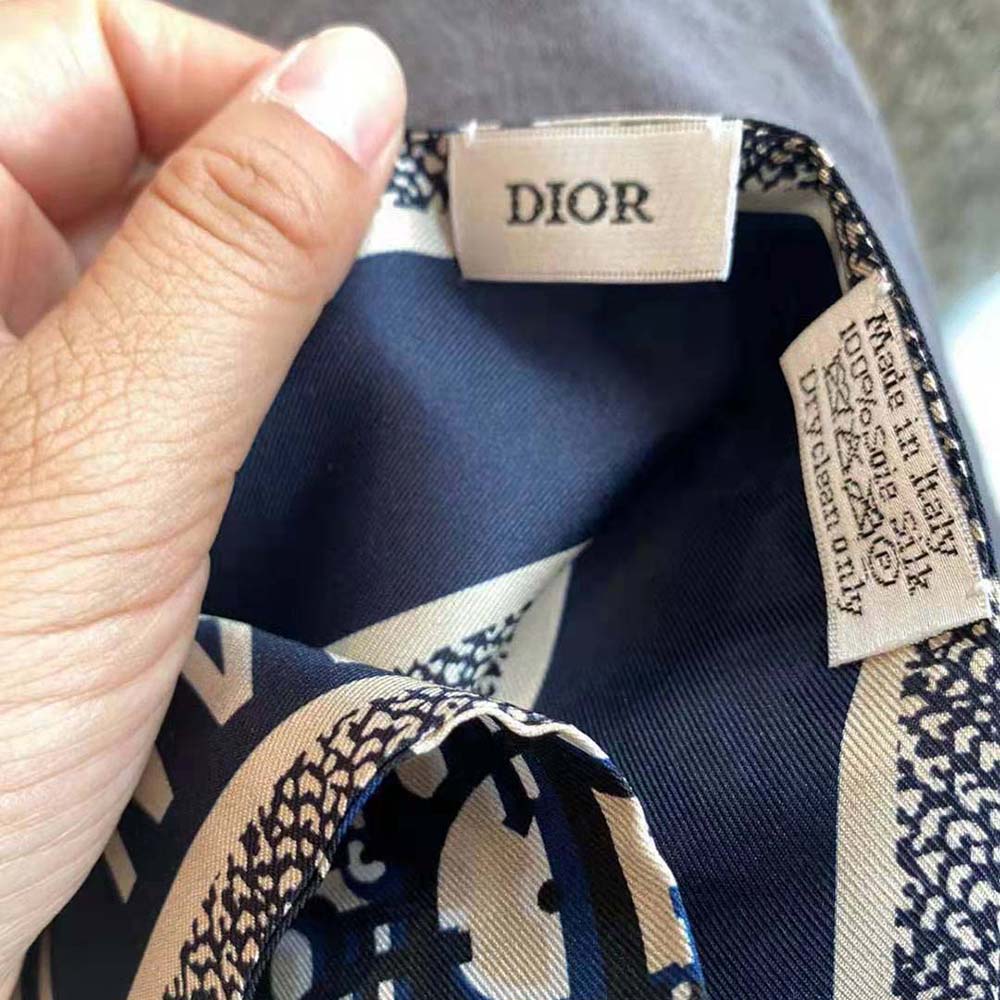 DIOR
Made in Italy
100% Soie Silk
Dry clean only